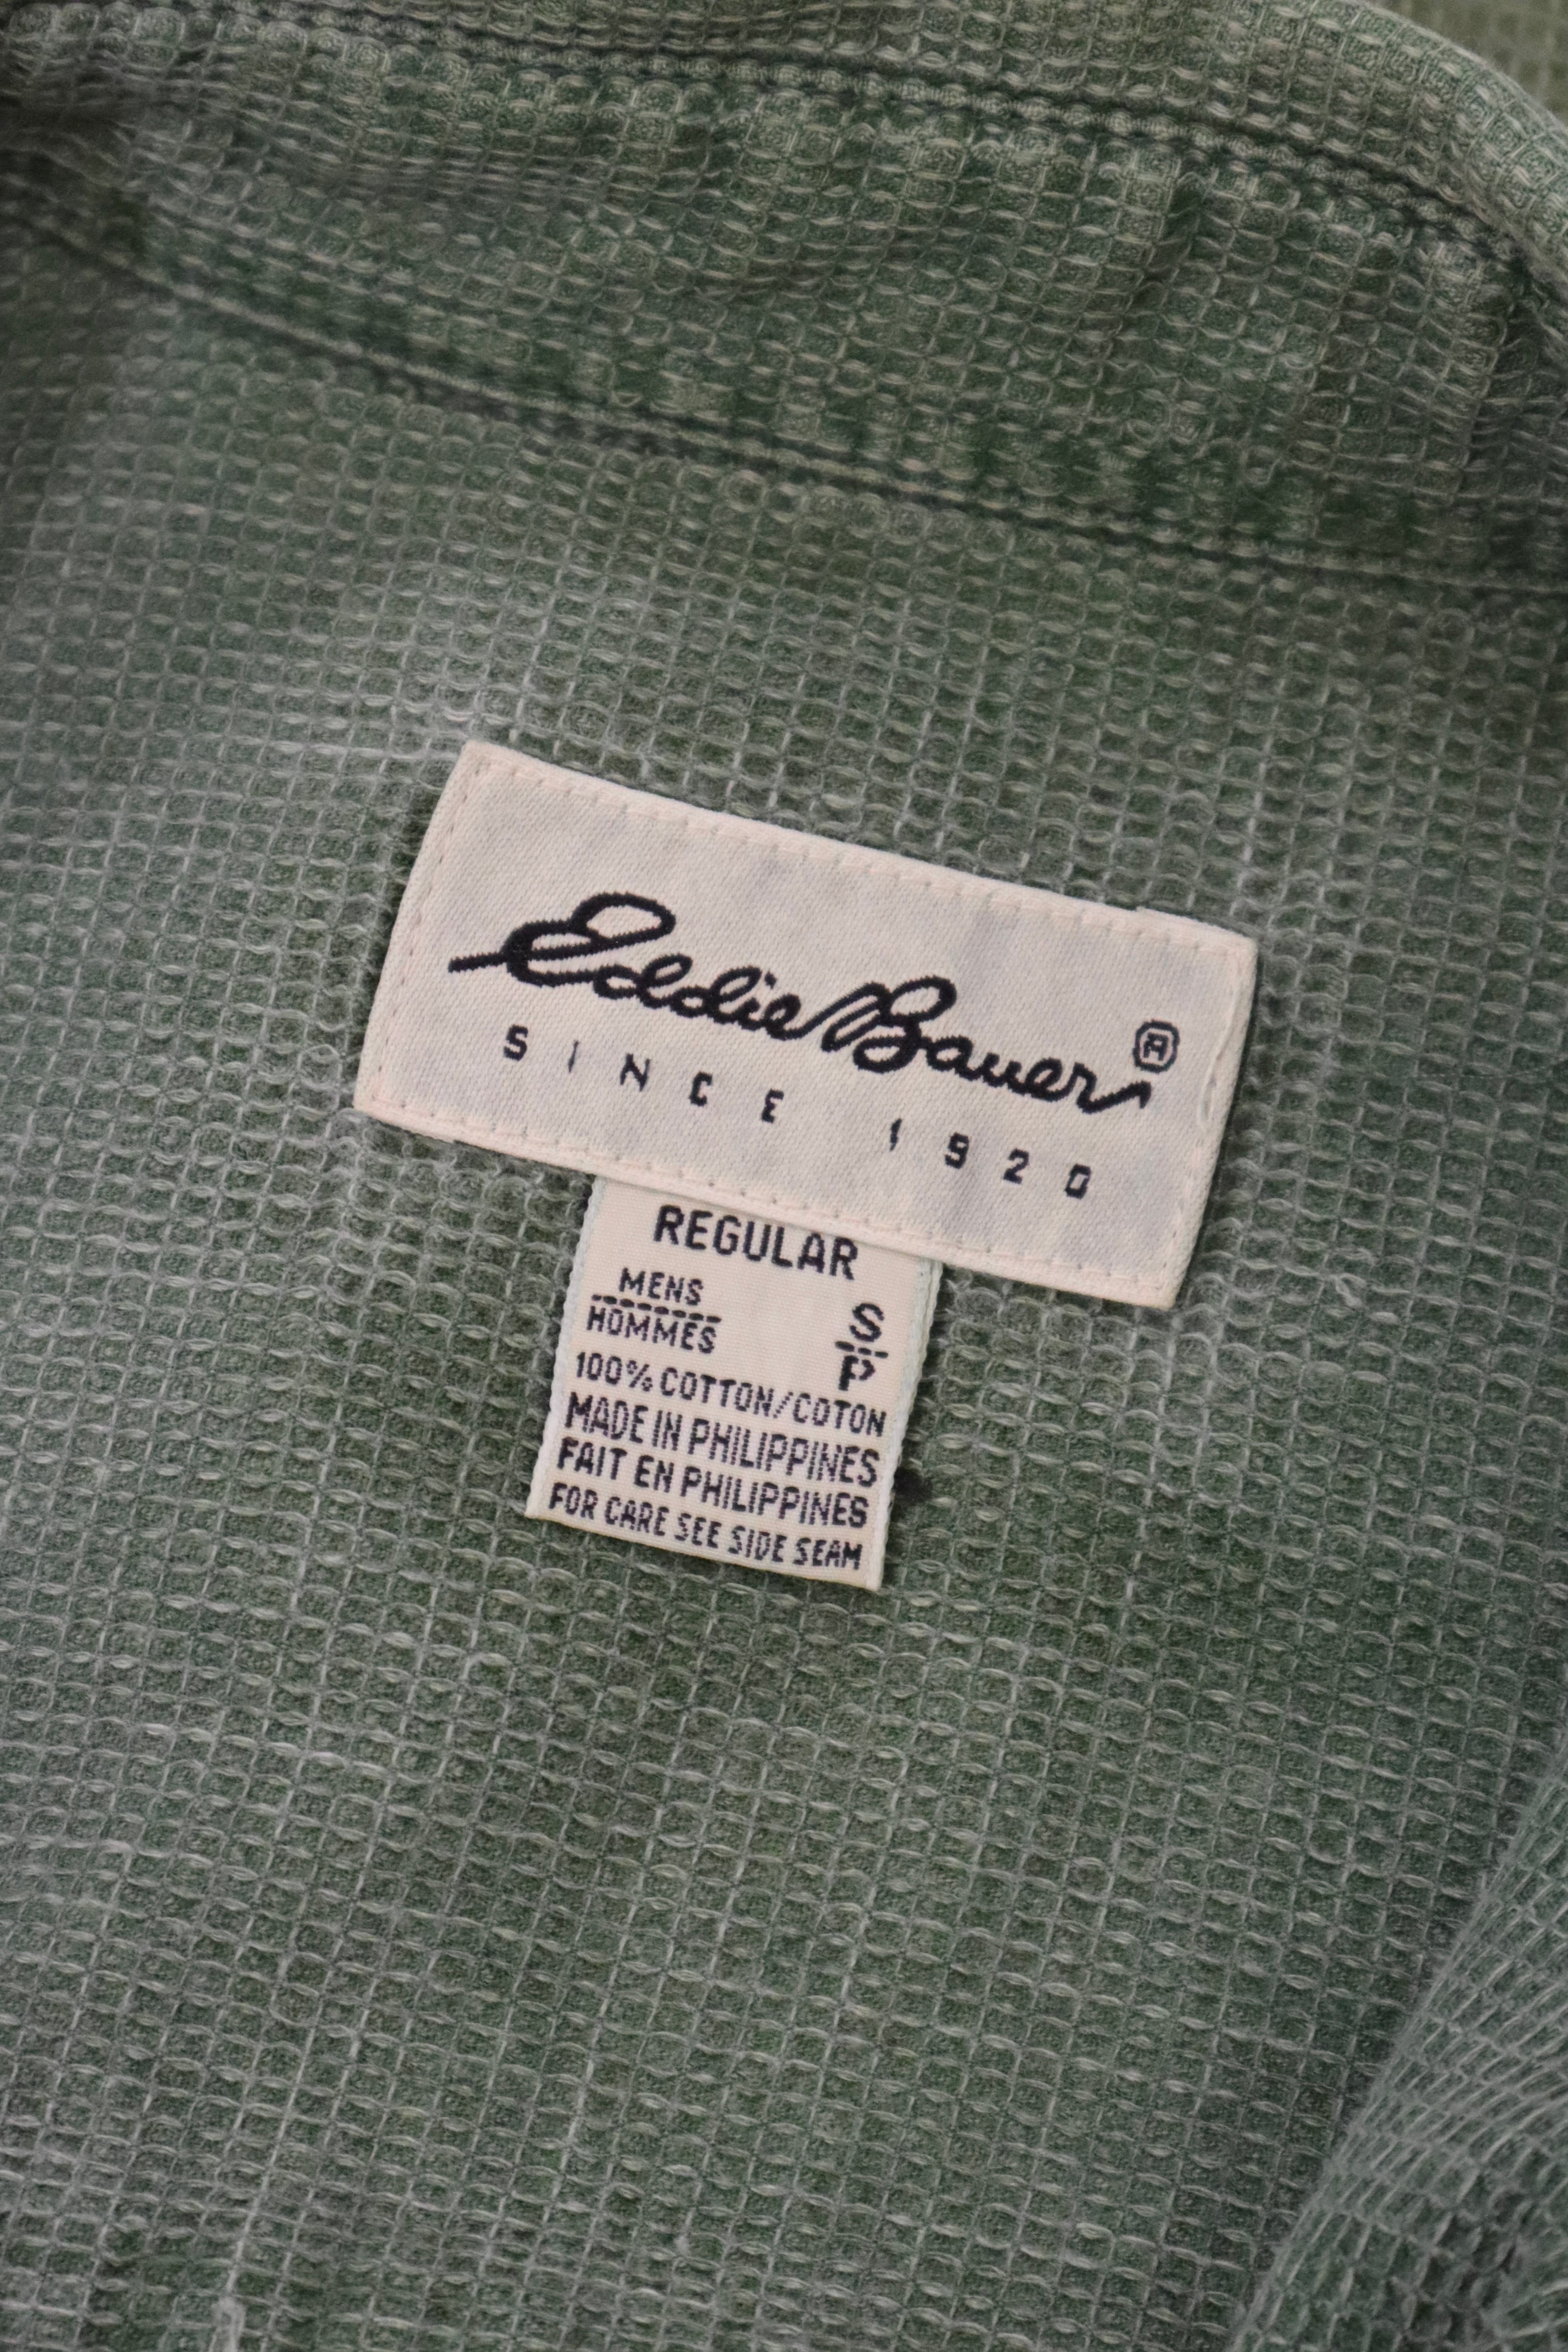 Eddie Bauer®
SINCE 1920
REGULAR
MENS
HOMMES
S
P
100% COTTON/COTON
MADE IN PHILIPPINES
FAIT EN PHILIPPINES
FOR CARE SEE SIDE SEAM